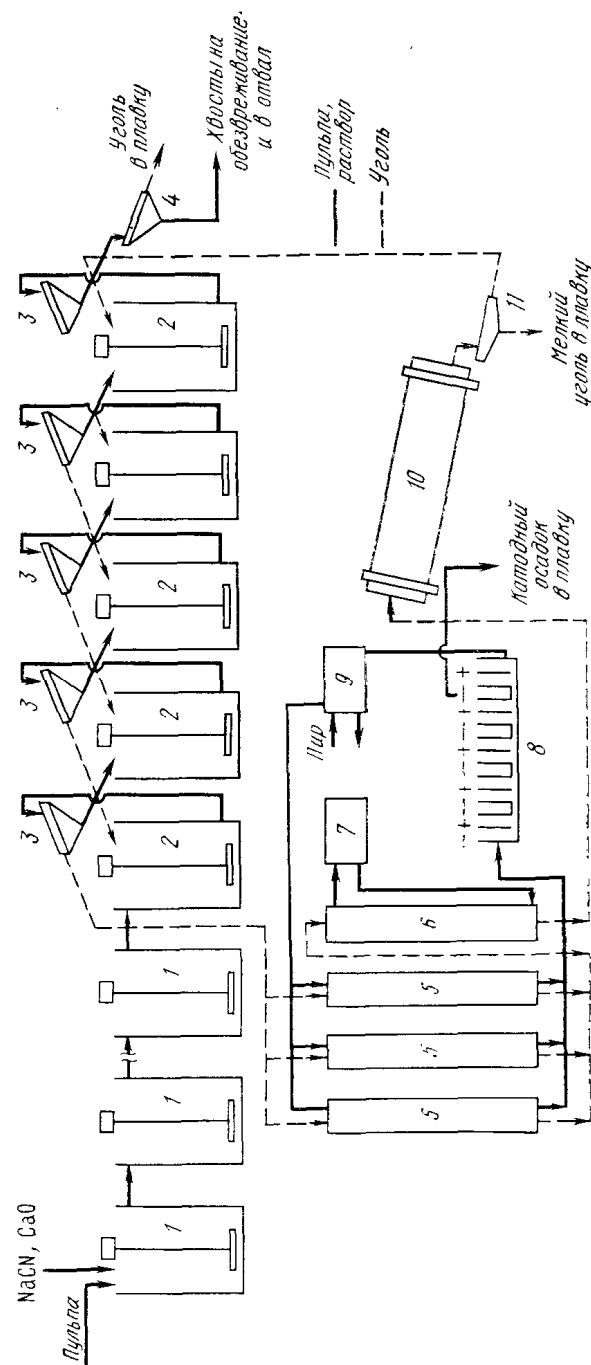 Пульпа
NaCN, CaO
1
1
1
2
2
2
2
2
3
3
3
3
3
4
Уголь
в плавку
Хвосты на
обезвреживание
и в отвал
Пульпа,
раствор
Уголь
5
5
5
6
7
Пар
9
8
+
+
+
+
+
-
-
-
-
Катодный
осадок
в плавку
10
11
Мелкий
уголь в плавку